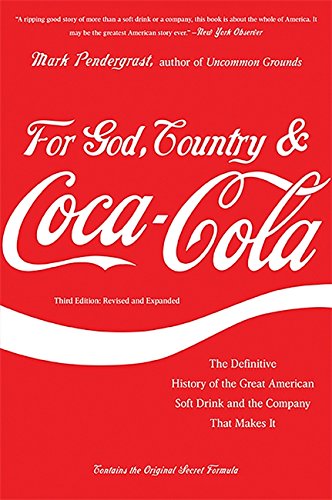 "A ripping good story of more than a soft drink or a company, this book is about the whole of America. It
may be the greatest American story ever." —New York Observer
Mark Pendergrast, author of Uncommon Grounds
For God, Country &
Coca-Cola
Third Edition: Revised and Expanded
The Definitive
History of the Great American
Soft Drink and the Company
That Makes It
Contains the Original Secret Formula